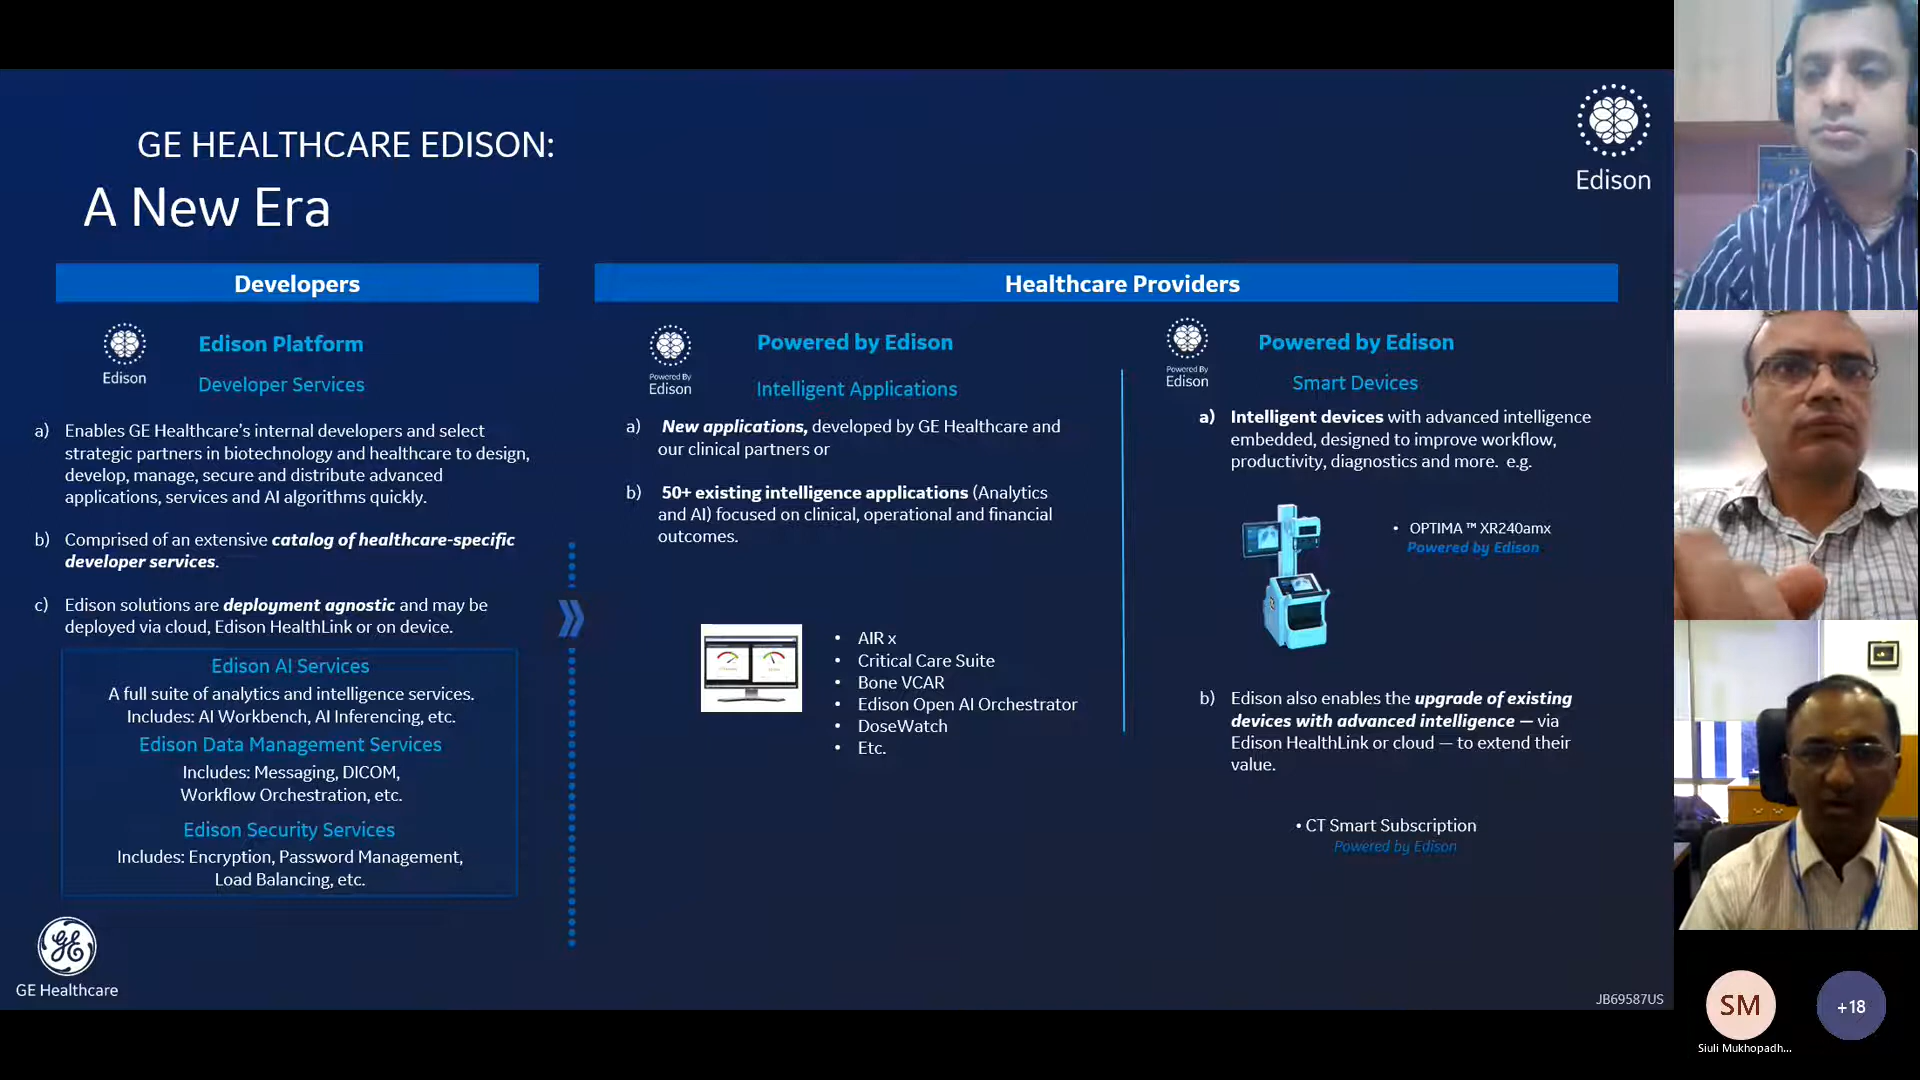 GE HEALTHCARE EDISON:
A New Era
Edison
Developers
Healthcare Providers
Edison
Edison Platform
Developer Services
a) Enables GE Healthcare's internal developers and select
strategic partners in biotechnology and healthcare to design,
develop, manage, secure and distribute advanced
applications, services and AI algorithms quickly.
b) Comprised of an extensive catalog of healthcare-specific
developer services.
c) Edison solutions are deployment agnostic and may be
deployed via cloud, Edison HealthLink or on device.
Edison AI Services
A full suite of analytics and intelligence services.
Includes: AI Workbench, AI Inferencing, etc.
Edison Data Management Services
Includes: Messaging, DICOM,
Workflow Orchestration, etc.
Edison Security Services
Includes: Encryption, Password Management,
Load Balancing, etc.
Powered By
Edison
Powered by Edison
Intelligent Applications
a) New applications, developed by GE Healthcare and
our clinical partners or
b) 50+ existing intelligence applications (Analytics
and AI) focused on clinical, operational and financial
outcomes.
• AIR x
• Critical Care Suite
• Bone VCAR
• Edison Open AI Orchestrator
• DoseWatch
• Etc.
Powered By
Edison
Powered by Edison
Smart Devices
a) Intelligent devices with advanced intelligence
embedded, designed to improve workflow,
productivity, diagnostics and more. e.g.
• OPTIMA ™ XR240amx
Powered by Edison
b) Edison also enables the upgrade of existing
devices with advanced intelligence — via
Edison HealthLink or cloud — to extend their
value.
• CT Smart Subscription
Powered by Edison
GE
GE Healthcare
JB69587US
SM
+18
Siuli Mukhopadh...